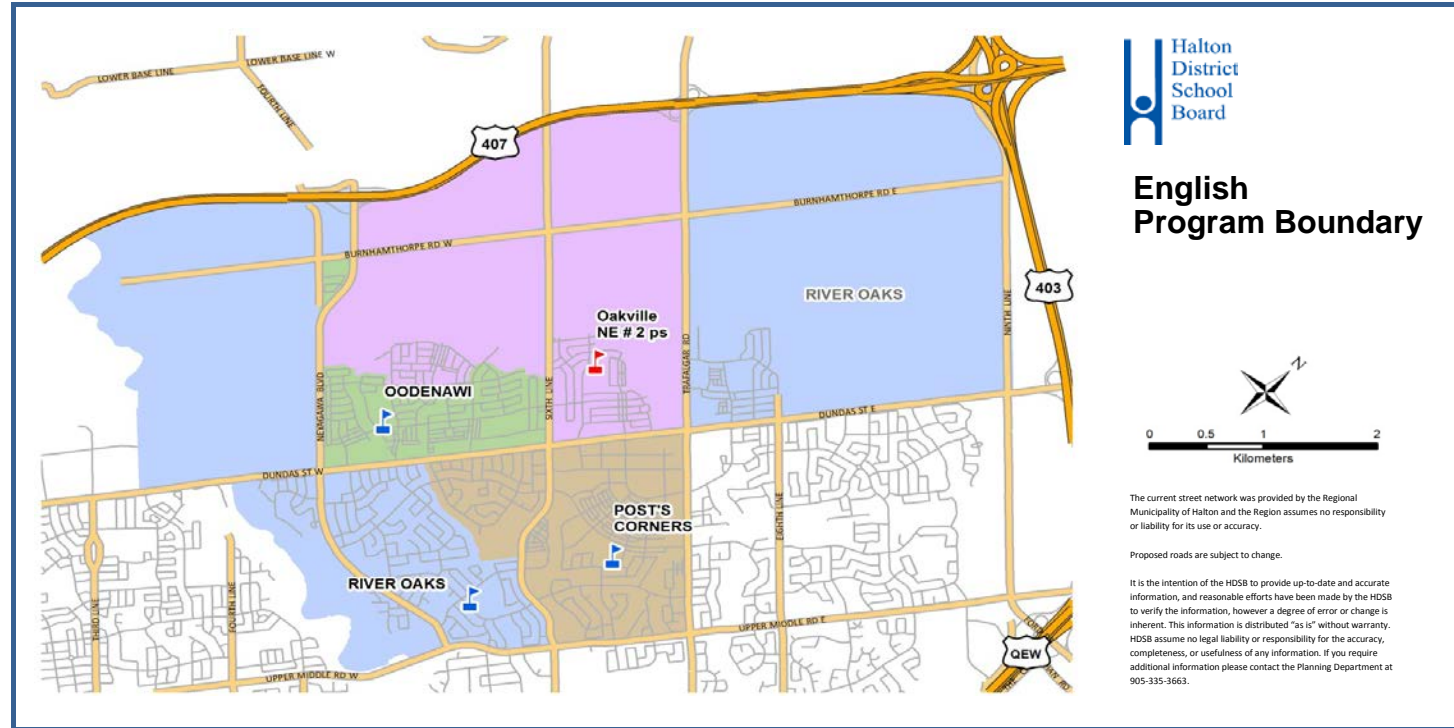 LOWER BASE LINE
LOWER BASE LINE W
FOURTH LINE
407
BURNHAMTHORPE RD W
BURNHAMTHORPE RD E
RIVER OAKS
403
NINTH LINE
Oakville
NE # 2 ps
TRAFALGAR RD
SIXTH LINE
NEYAGAWA BLVD
OODENAWI
DUNDAS ST E
DUNDAS ST W
POST'S
CORNERS
EIGHTH LINE
RIVER OAKS
THIRD LINE
FOURTH LINE
UPPER MIDDLE RD E
UPPER MIDDLE RD W
QEW
Halton
District
School
Board
English
Program Boundary
N
0 0.5 1 2
Kilometers
The current street network was provided by the Regional
Municipality of Halton and the Region assumes no responsibility
or liability for its use or accuracy.
Proposed roads are subject to change.
It is the intention of the HDSB to provide up-to-date and accurate
information, and reasonable efforts have been made by the HDSB
to verify the information, however a degree of error or change is
inherent. This information is distributed "as is" without warranty.
HDSB assume no legal liability or responsibility for the accuracy,
completeness, or usefulness of any information. If you require
additional information please contact the Planning Department at
905-335-3663.